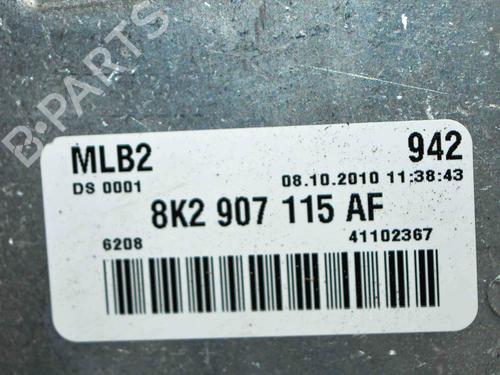 MLB2 942
DS 0001 08.10.2010 11:38:43
8K2 907 115 AF
6208 41102367
B-PARTS